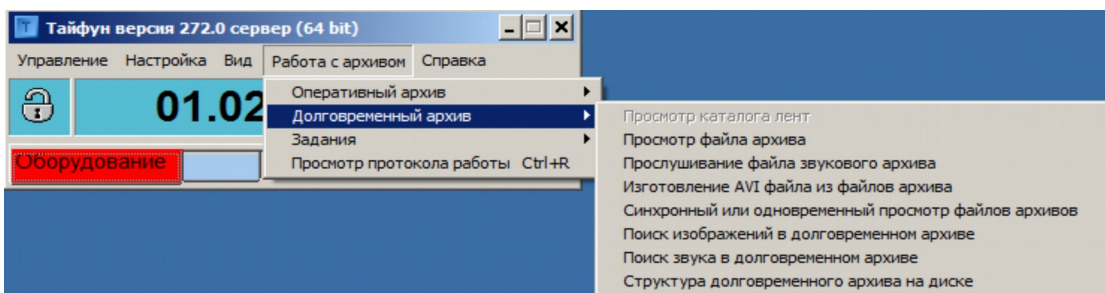 Тайфун версия 272.0 сервер (64 bit)
Управление Настройка Вид Работа с архивом Справка
01.02
Оборудование
Оперативный архив
Долговременный архив
Задания
Просмотр протокола работы Ctrl+R
Просмотр каталога лент
Просмотр файла архива
Прослушивание файла звукового архива
Изготовление AVI файла из файлов архива
Синхронный или одновременный просмотр файлов архивов
Поиск изображений в долговременном архиве
Поиск звука в долговременном архиве
Структура долговременного архива на диске